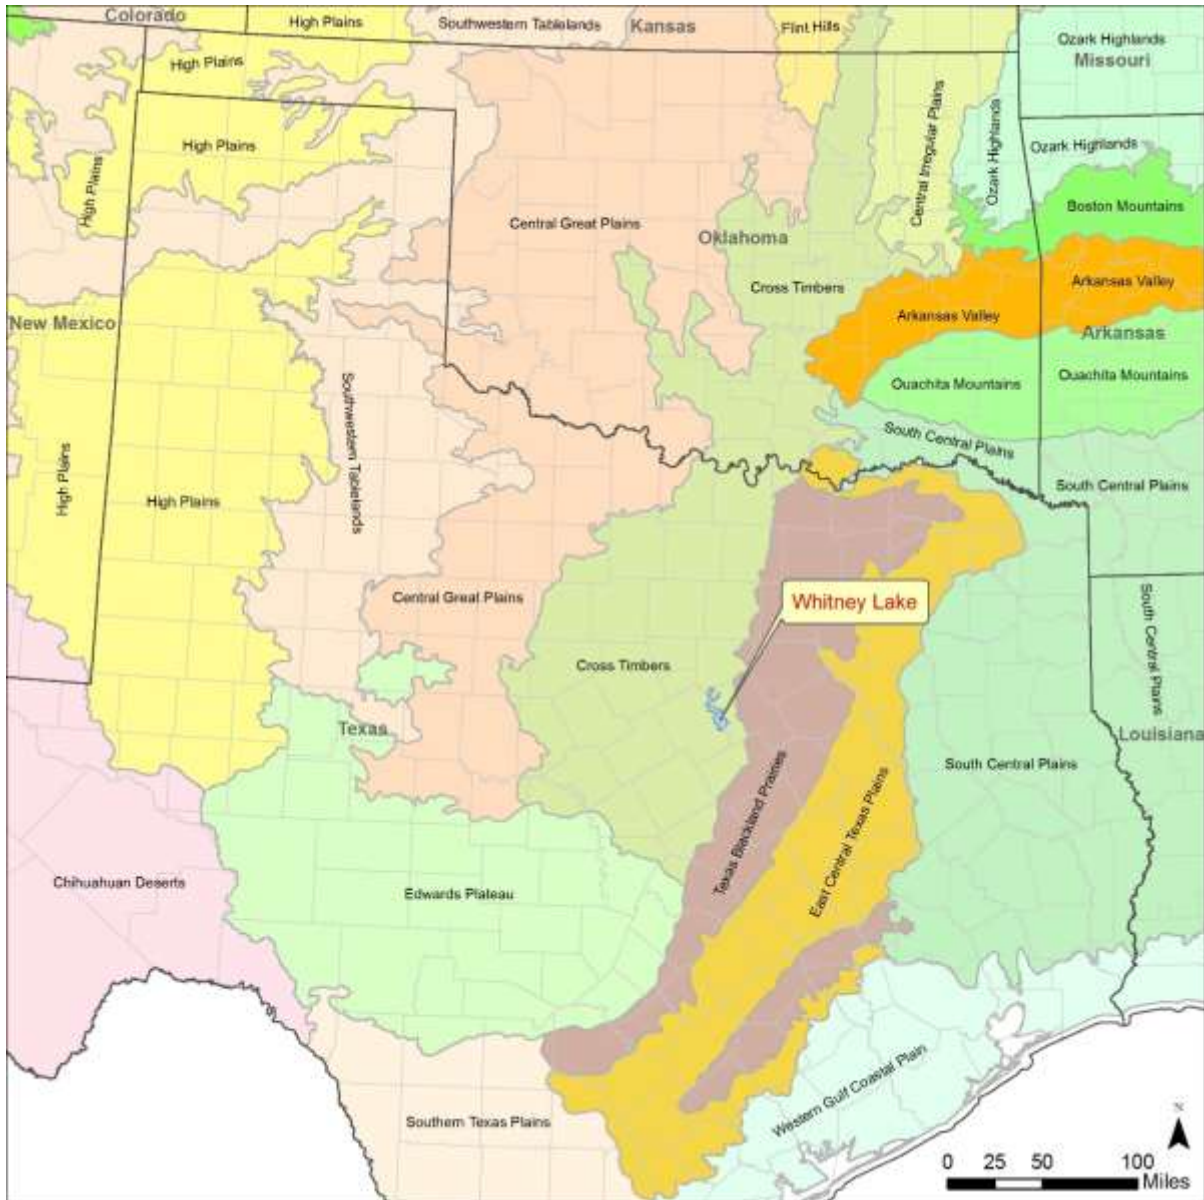 Colorado
High Plains
Southwestern Tablelands
Kansas
Flint Hills
Ozark Highlands
Missouri
High Plains
High Plains
High Plains
Central Great Plains
Oklahoma
Cross Timbers
Central Irregular Plains
Ozark Highlands
Ozark Highlands
Boston Mountains
Arkansas Valley
Arkansas Valley
Arkansas
New Mexico
Ouachita Mountains
Ouachita Mountains
Southwestern Tablelands
South Central Plains
South Central Plains
High Plains
High Plains
Central Great Plains
Whitney Lake
South Central Plains
Cross Timbers
Texas
Louisiana
South Central Plains
Texas Blackland Prairies
East Central Texas Plains
Chihuahuan Deserts
Edwards Plateau
Western Gulf Coastal Plain
Southern Texas Plains
N
0 25 50 100
Miles